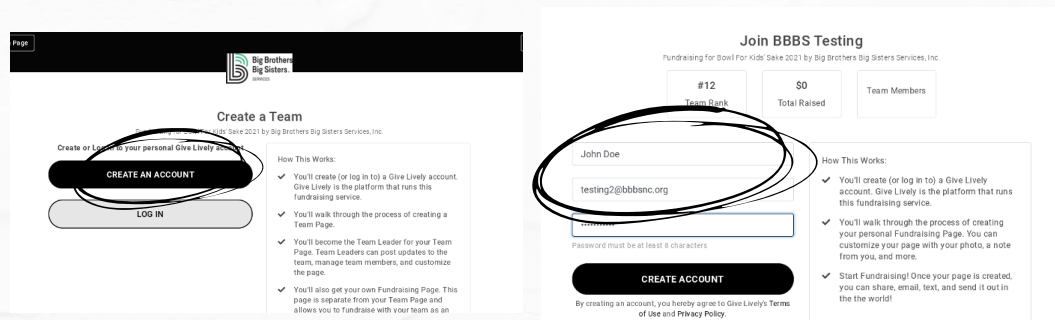 Page
Big Brothers
Big Sisters.
SERVICES
Create a Team
Fundraising for Bowl For Kids' Sake 2021 by Big Brothers Big Sisters Services, Inc.
Create or Log in to your personal Give Lively account
CREATE AN ACCOUNT
LOG IN
How This Works:
You'll create (or log in to) a Give Lively account.
Give Lively is the platform that runs this
fundraising service.
You'll walk through the process of creating a
Team Page.
You'll become the Team Leader for your Team
Page. Team Leaders can post updates to the
team, manage team members, and customize
the page.
You'll also get your own Fundraising Page. This
page is separate from your Team Page and
allows you to fundraise with your team as an
Join BBBS Testing
Fundraising for Bowl For Kids' Sake 2021 by Big Brothers Big Sisters Services, Inc.
#12
Team Rank
$0
Total Raised
Team Members
John Doe
testing2@bbbsnc.org
Password must be at least 8 characters
CREATE ACCOUNT
By creating an account, you hereby agree to Give Lively's Terms
of Use and Privacy Policy.
How This Works:
You'll create (or log in to) a Give Lively
account. Give Lively is the platform that runs
this fundraising service.
You'll walk through the process of creating
your personal Fundraising Page. You can
customize your page with your photo, a note
from you, and more.
Start Fundraising! Once your page is created,
you can share, email, text, and send it out in
the the world!